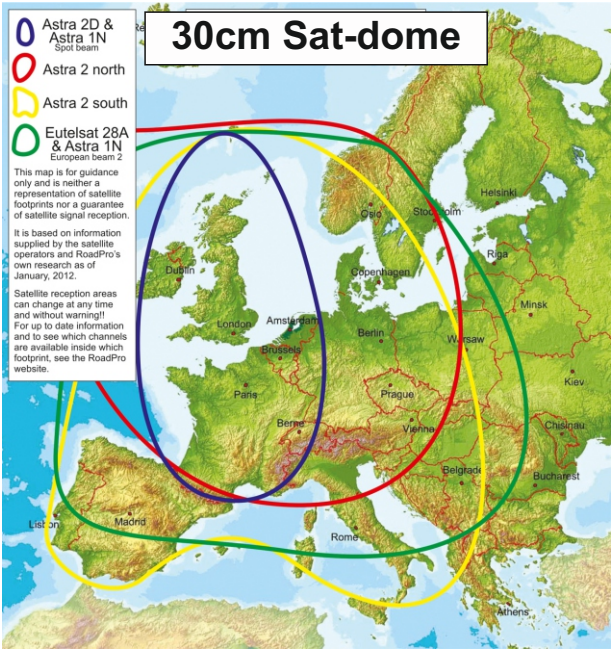 30cm Sat-dome
Astra 2D &
Astra 1N
Spot beam
Astra 2 north
Astra 2 south
Eutelsat 28A
& Astra 1N
European beam 2
This map is for guidance
only and is neither a
representation of satellite
footprints nor a guarantee
of satellite signal reception.
It is based on information
supplied by the satellite
operators and RoadPro's
own research as of
January, 2012.
Satellite reception areas
can change at any time
and without warning!!
For up to date information
and to see which channels
are available inside which
footprint, see the RoadPro
website.
Helsinki
Oslo
Stockholm
Riga
Dublin
Copenhagen
Minsk
London
Amsterdam
Berlin
Warsaw
Brussels
Kiev
Paris
Prague
Berne
Vienna
Chisinau
Belgrade
Bucharest
Lisbon
Madrid
Rome
Athens